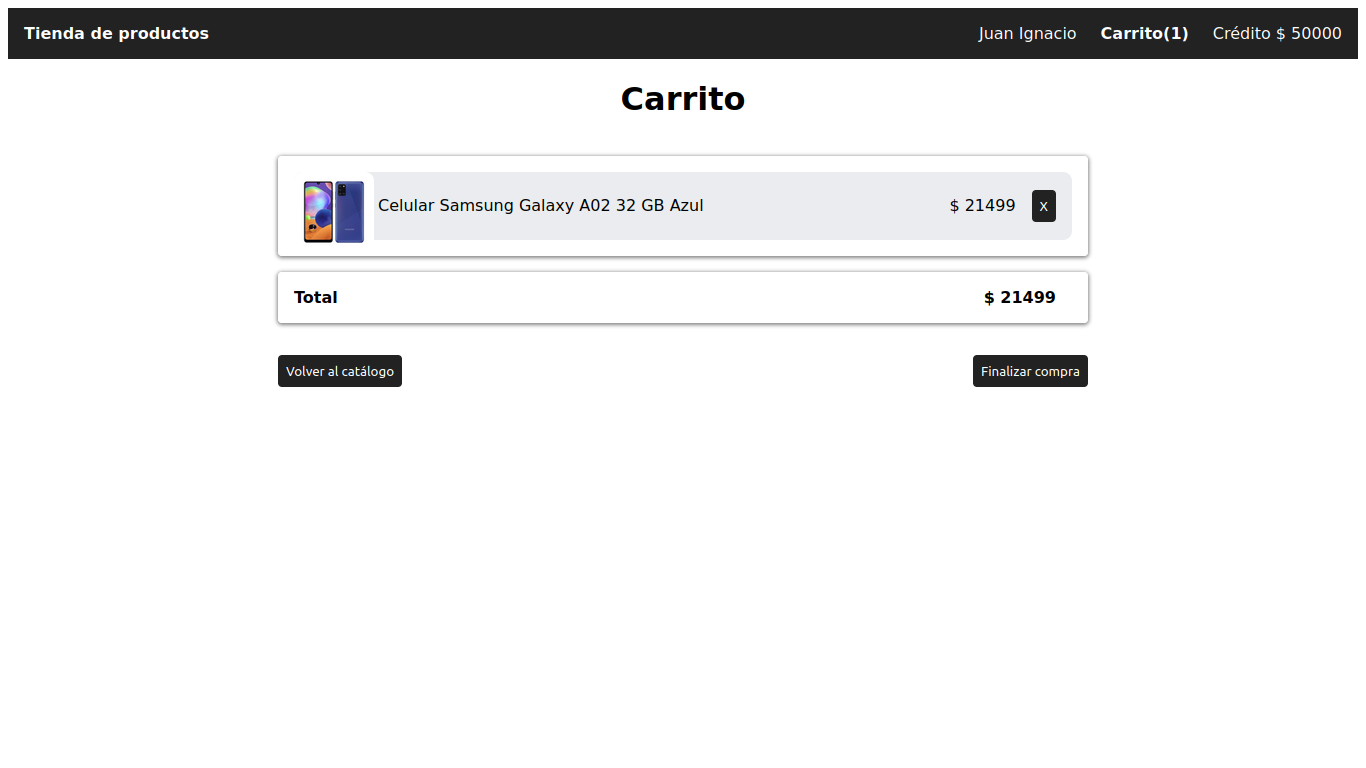 Tienda de productos Juan Ignacio Carrito(1) Crédito $ 50000
Carrito
Celular Samsung Galaxy A02 32 GB Azul $ 21499 X
Total $ 21499
Volver al catálogo Finalizar compra